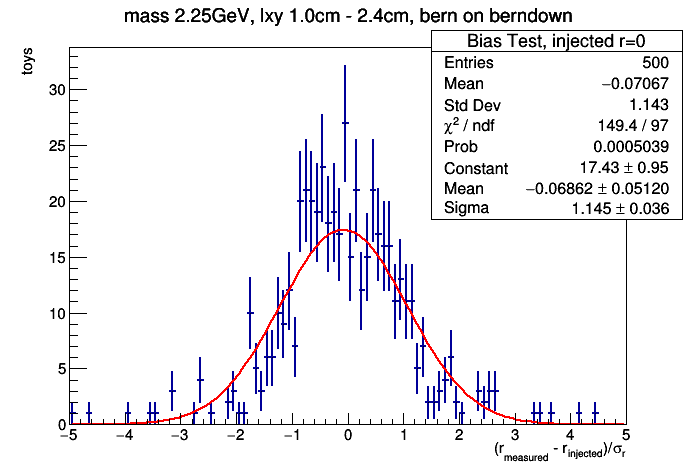 mass 2.25GeV, lxy 1.0cm - 2.4cm, bern on berndown
Bias Test, injected r=0
Entries 500
Mean −0.07067
Std Dev 1.143
χ² / ndf 149.4 / 97
Prob 0.0005039
Constant 17.43 ± 0.95
Mean −0.06862 ± 0.05120
Sigma 1.145 ± 0.036
toys
30
25
20
15
10
5
0
−5 −4 −3 −2 −1 0 1 2 3 4 5
(r_measured - r_injected)/σ_r